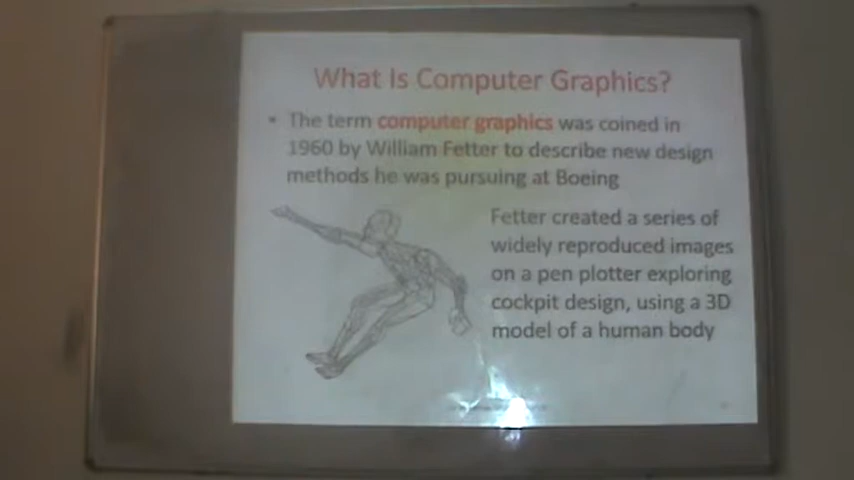 What Is Computer Graphics?
• The term computer graphics was coined in
1960 by William Fetter to describe new design
methods he was pursuing at Boeing
Fetter created a series of
widely reproduced images
on a pen plotter exploring
cockpit design, using a 3D
model of a human body